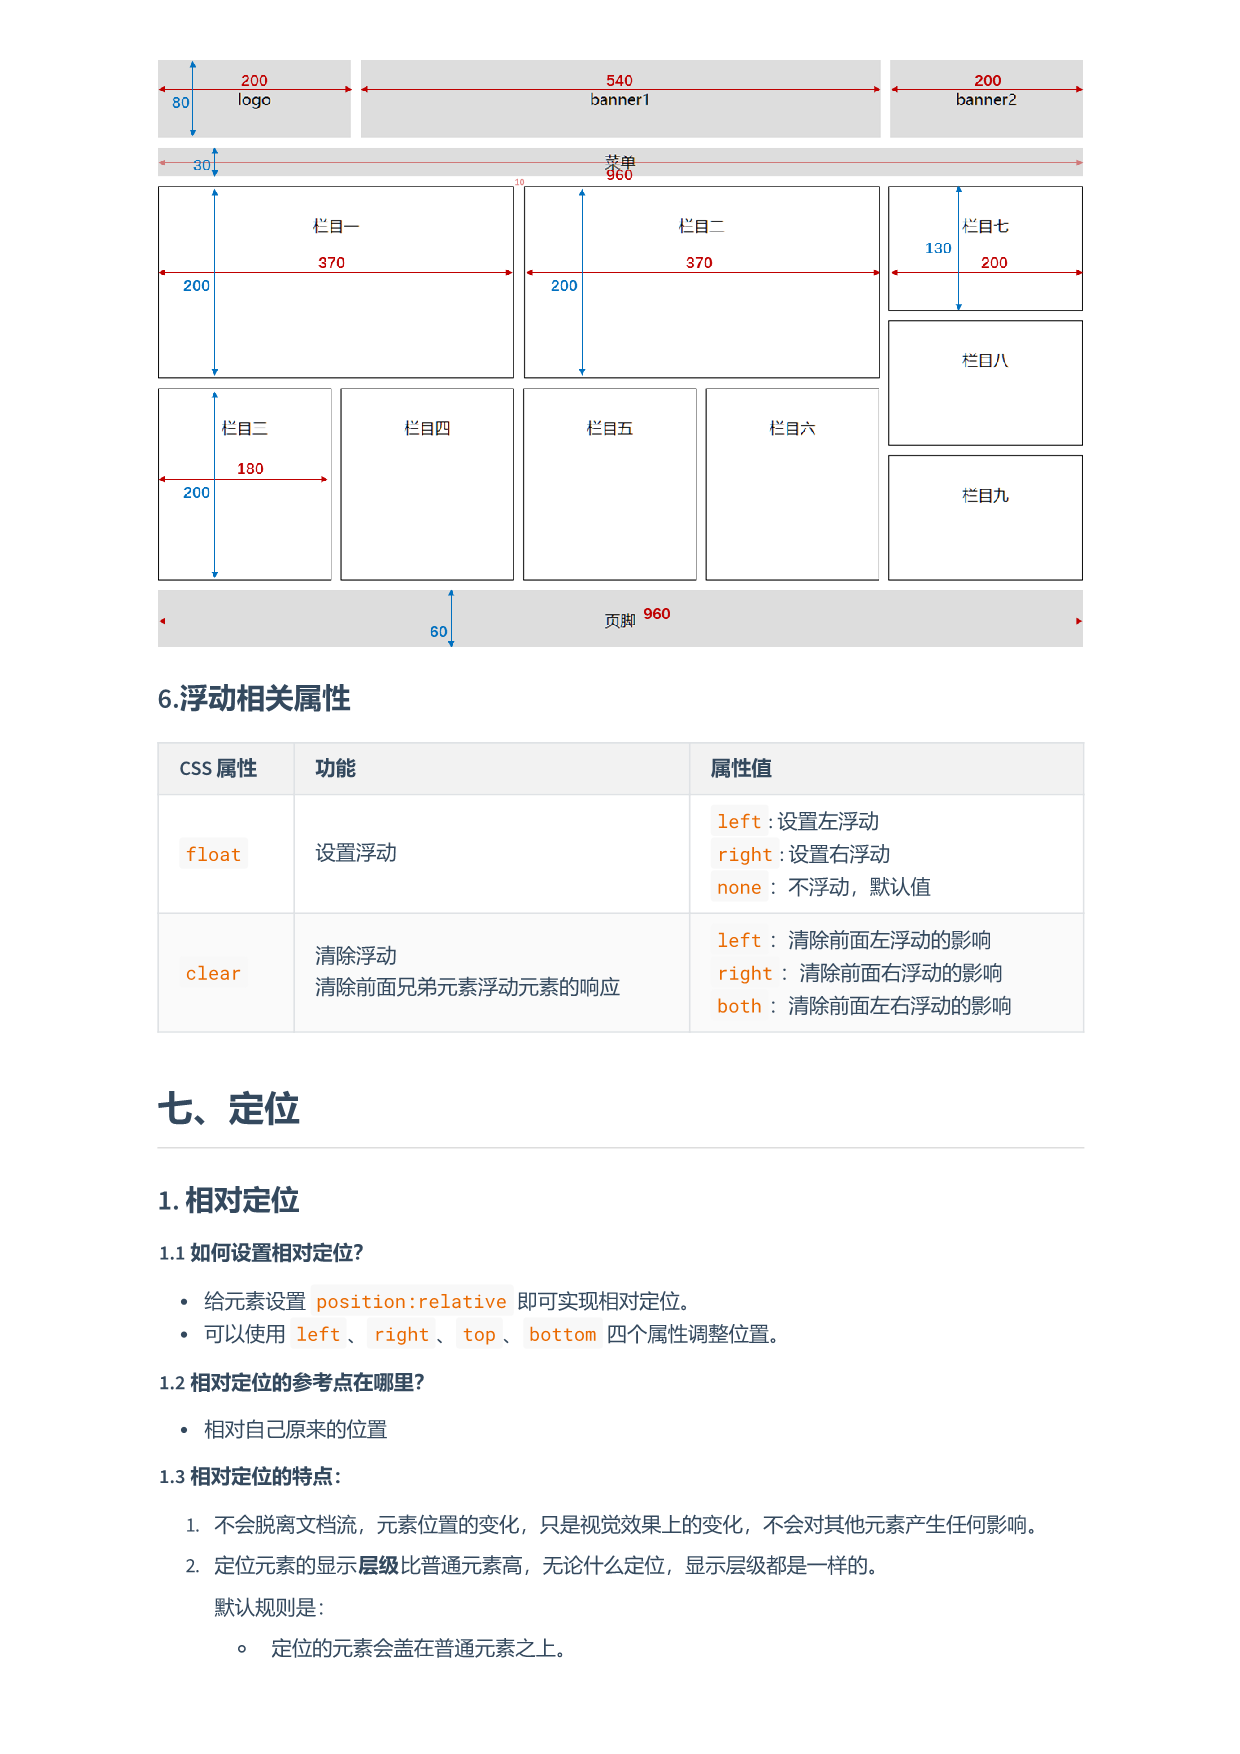 200
80
logo
540
banner1
200
banner2
30
菜单
960
10
栏目一
370
200
栏目二
370
200
栏目七
130
200
栏目八
栏目三
180
200
栏目四
栏目五
栏目六
栏目九
页脚 960
60
6.浮动相关属性
CSS 属性 功能 属性值
float 设置浮动
left : 设置左浮动
right : 设置右浮动
none ： 不浮动，默认值
clear
清除浮动
清除前面兄弟元素浮动元素的响应
left ： 清除前面左浮动的影响
right ： 清除前面右浮动的影响
both ： 清除前面左右浮动的影响
七、定位
1. 相对定位
1.1 如何设置相对定位？
• 给元素设置 position:relative 即可实现相对定位。
• 可以使用 left 、 right 、 top 、 bottom 四个属性调整位置。
1.2 相对定位的参考点在哪里？
• 相对自己原来的位置
1.3 相对定位的特点：
1. 不会脱离文档流，元素位置的变化，只是视觉效果上的变化，不会对其他元素产生任何影响。
2. 定位元素的显示层级比普通元素高，无论什么定位，显示层级都是一样的。
默认规则是：
◦ 定位的元素会盖在普通元素之上。